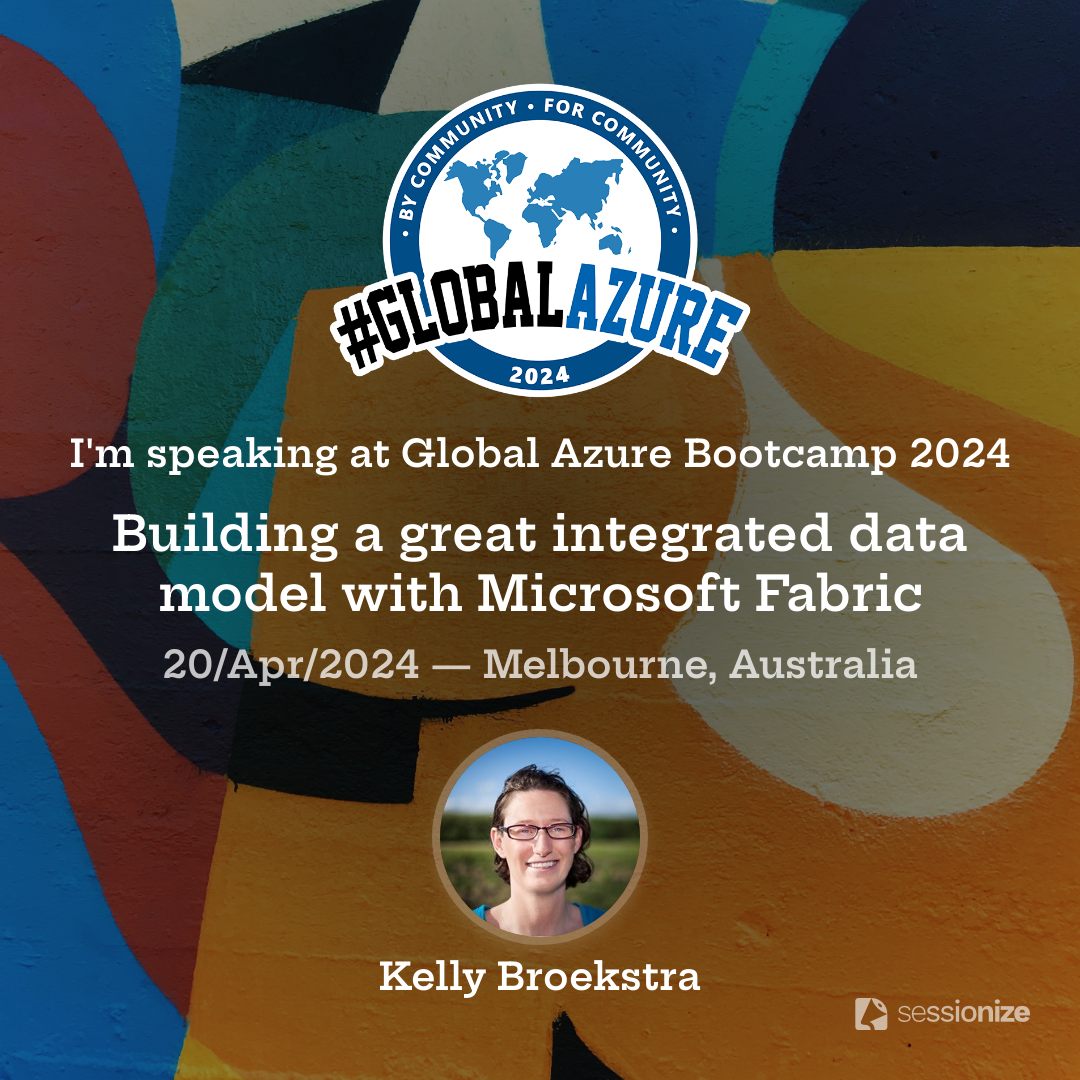 • BY COMMUNITY • FOR COMMUNITY •
#GLOBALAZURE
2024
I'm speaking at Global Azure Bootcamp 2024
Building a great integrated data
model with Microsoft Fabric
20/Apr/2024 — Melbourne, Australia
Kelly Broekstra
sessionize